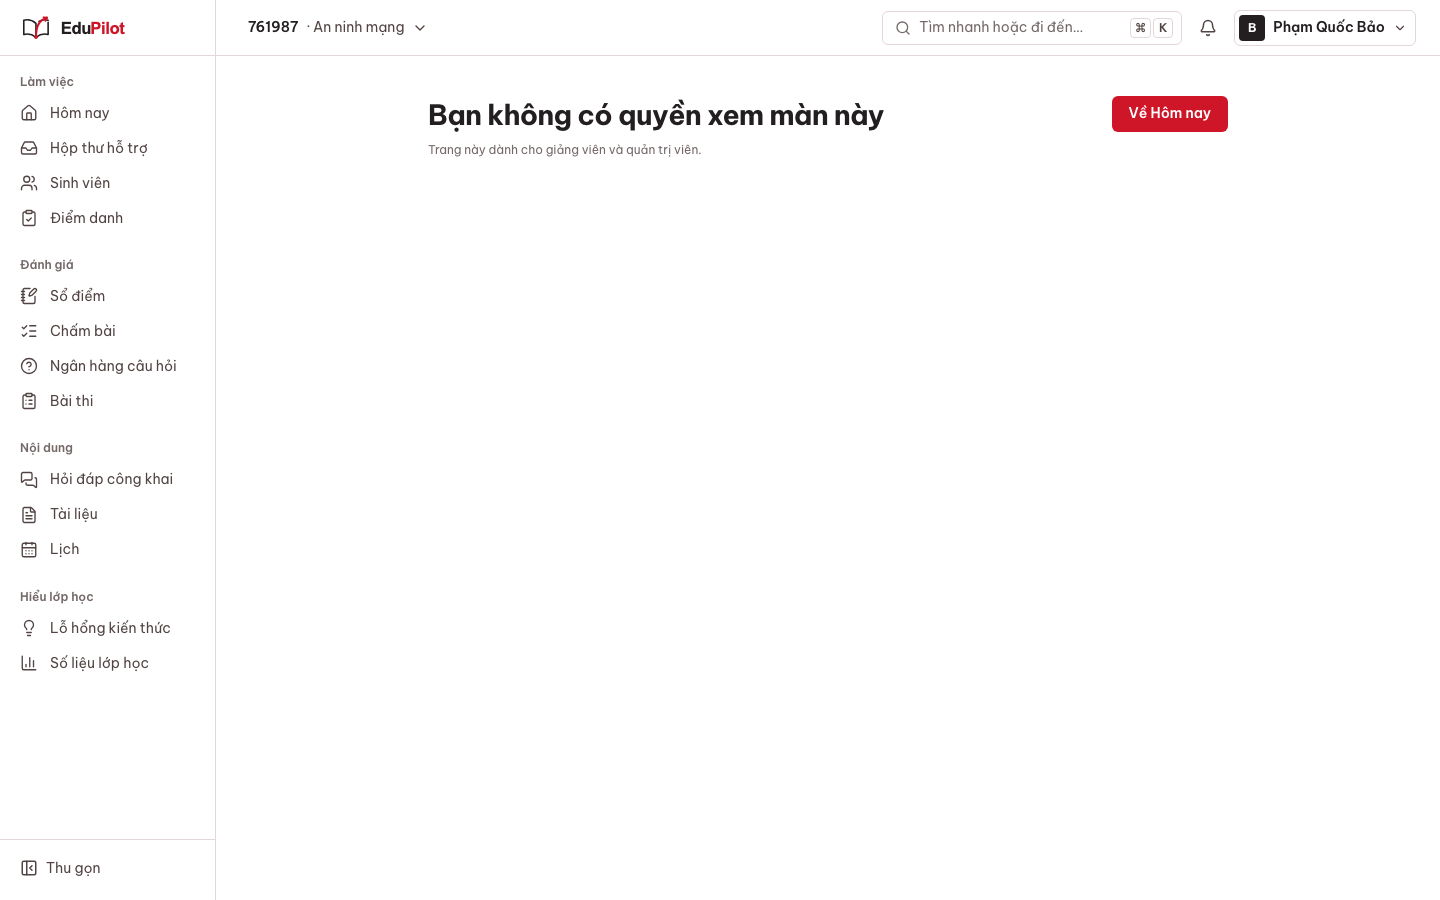 EduPilot
761987 · An ninh mạng
Tìm nhanh hoặc đi đến...
⌘ K
B Phạm Quốc Bảo
Làm việc
Hôm nay
Hộp thư hỗ trợ
Sinh viên
Điểm danh
Đánh giá
Sổ điểm
Chấm bài
Ngân hàng câu hỏi
Bài thi
Nội dung
Hỏi đáp công khai
Tài liệu
Lịch
Hiểu lớp học
Lỗ hổng kiến thức
Số liệu lớp học
Thu gọn
Bạn không có quyền xem màn này
Về Hôm nay
Trang này dành cho giảng viên và quản trị viên.